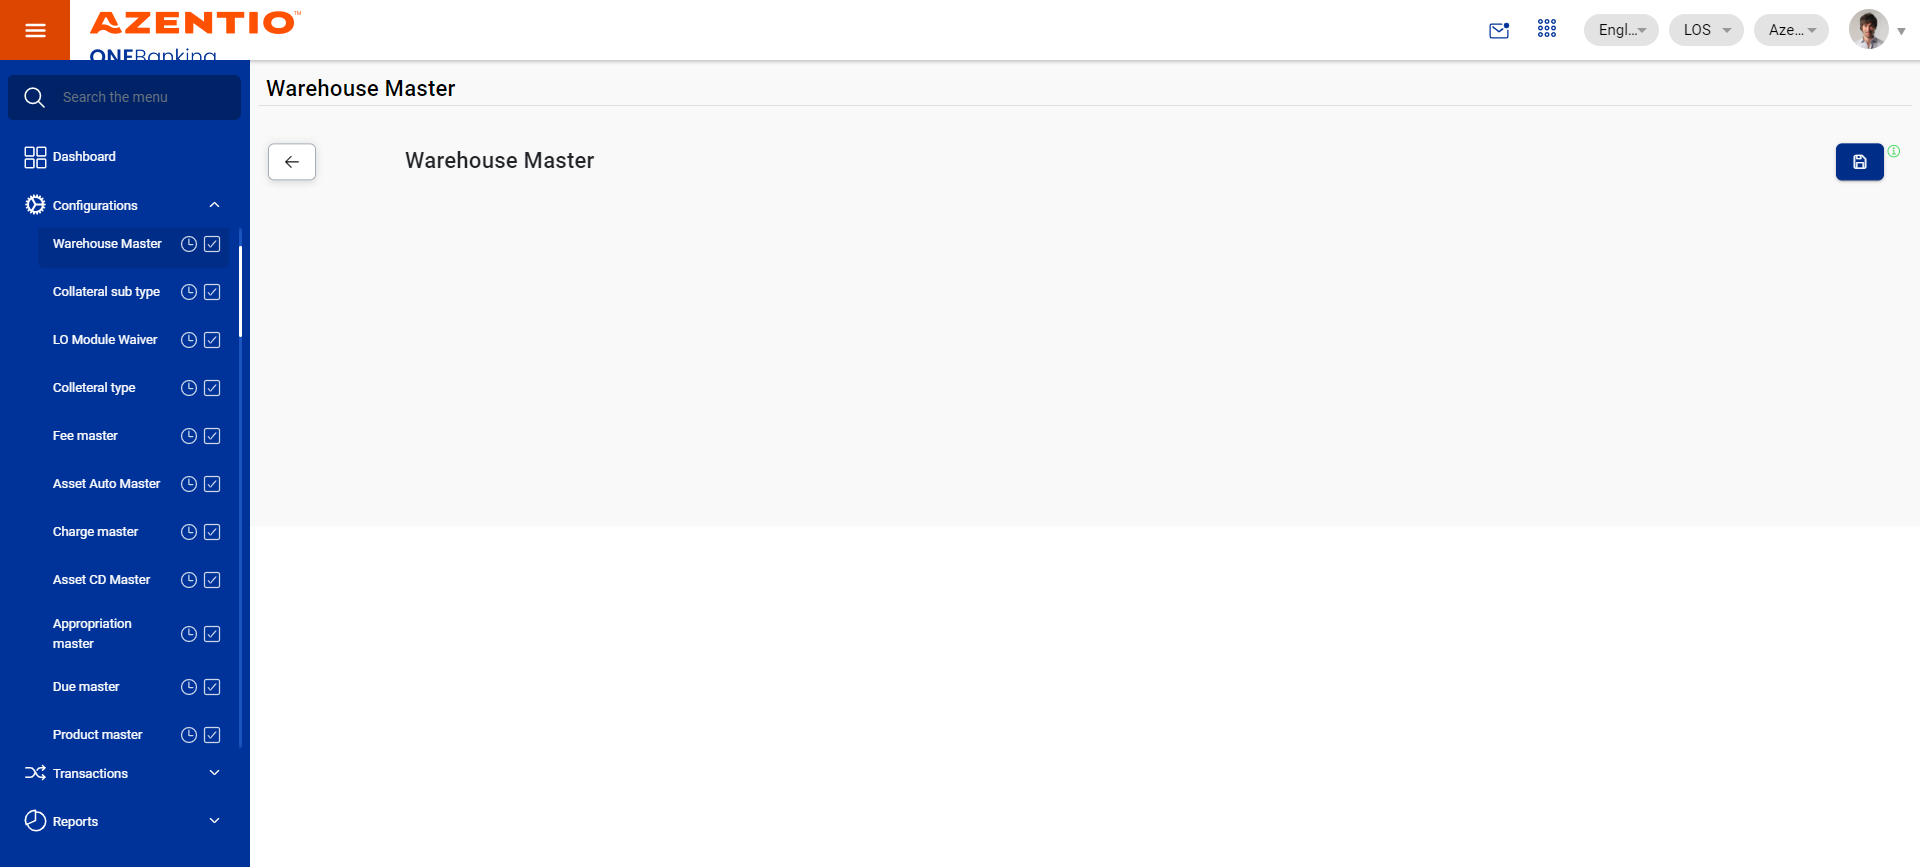 AZENTIO™
ONEBanking
Engl...
LOS
Aze...
Search the menu
Dashboard
Configurations
Warehouse Master
Collateral sub type
LO Module Waiver
Colleteral type
Fee master
Asset Auto Master
Charge master
Asset CD Master
Appropriation
master
Due master
Product master
Transactions
Reports
Warehouse Master
Warehouse Master